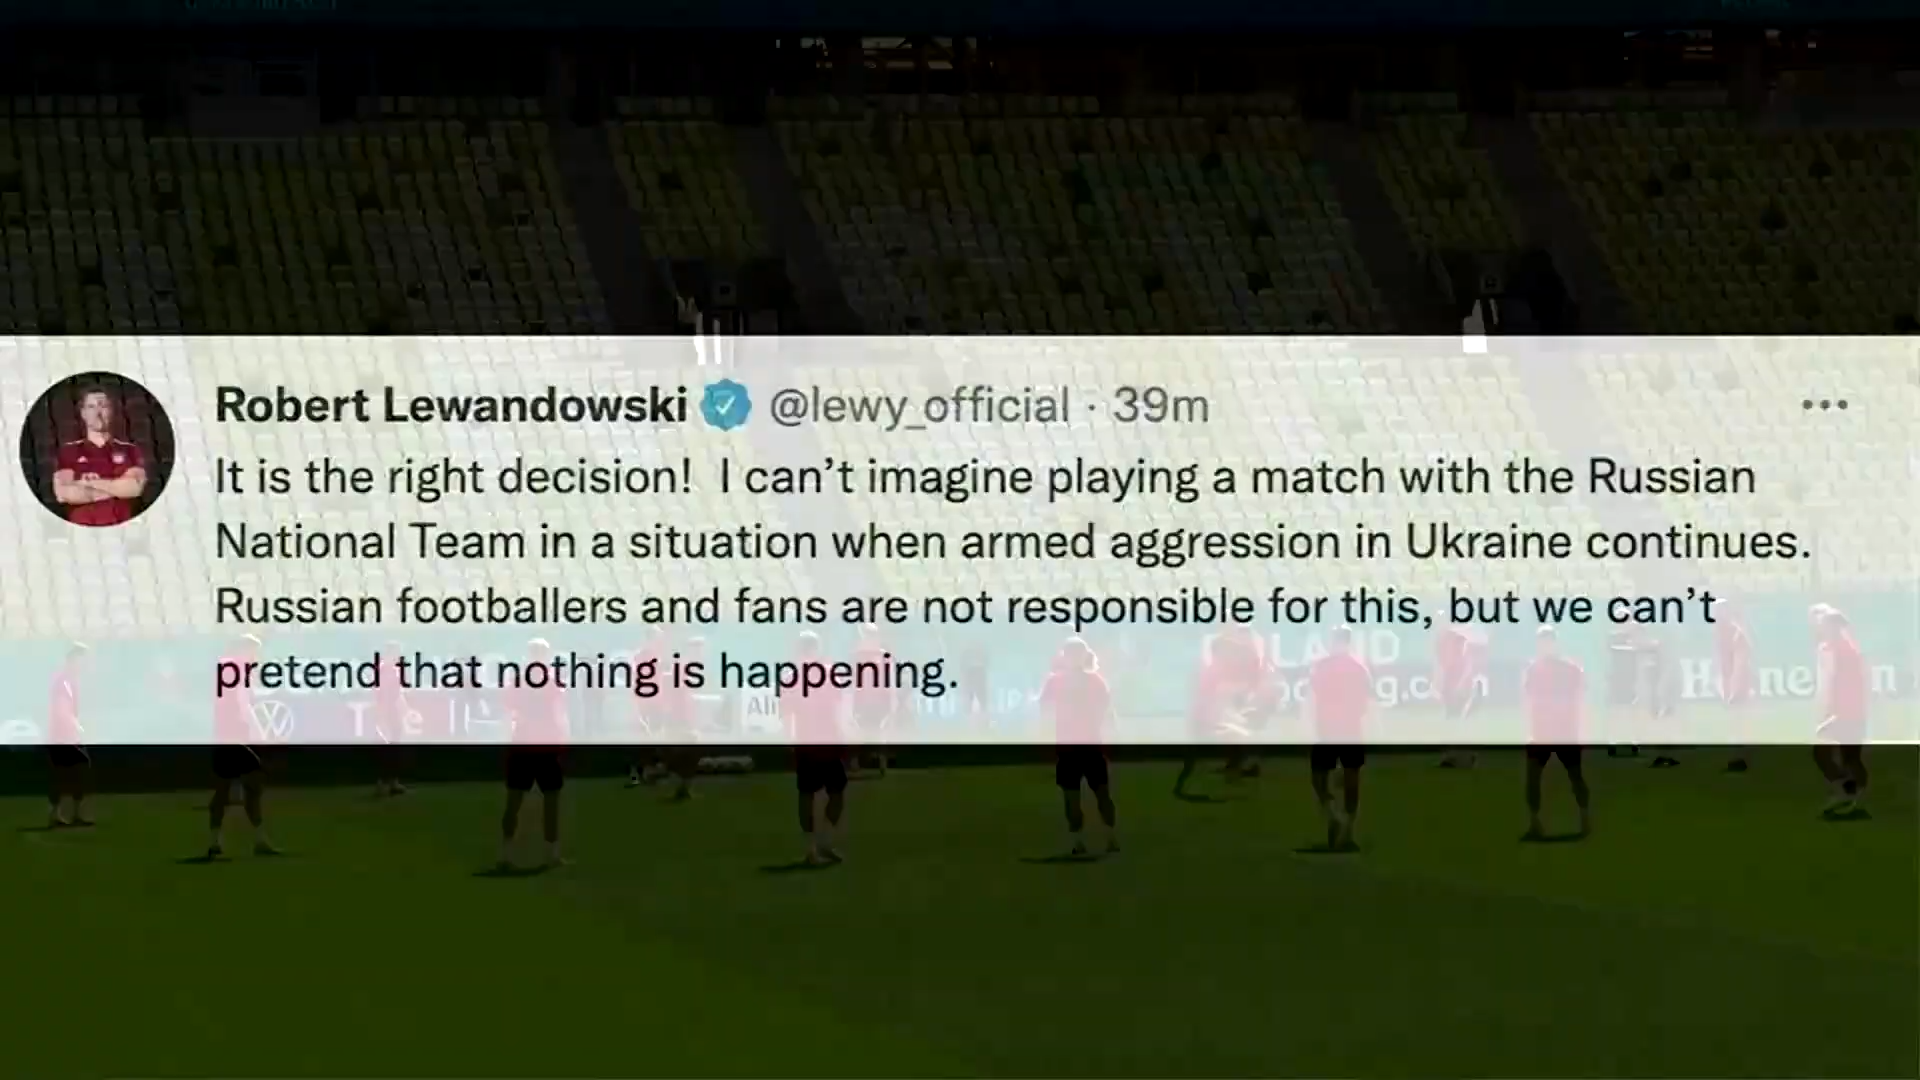 Robert Lewandowski @lewy_official · 39m
It is the right decision!  I can’t imagine playing a match with the Russian
National Team in a situation when armed aggression in Ukraine continues.
Russian footballers and fans are not responsible for this, but we can’t
pretend that nothing is happening.